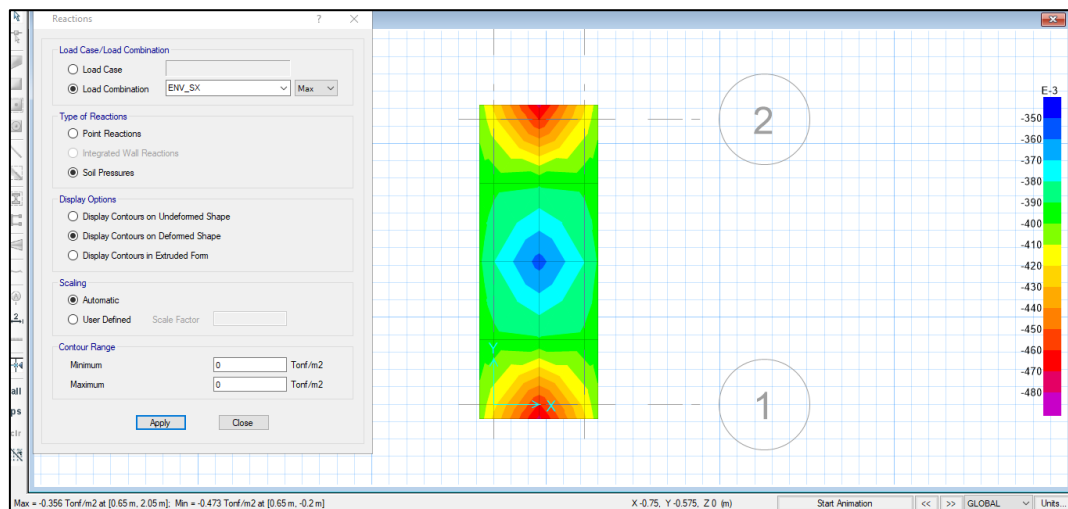 Reactions ? ×
Load Case/Load Combination
Load Case
Load Combination ENV_SX Max
Type of Reactions
Point Reactions
Integrated Wall Reactions
Soil Pressures
Display Options
Display Contours on Undeformed Shape
Display Contours on Deformed Shape
Display Contours in Extruded Form
Scaling
Automatic
User Defined Scale Factor
Contour Range
Minimum 0 Tonf/m2
Maximum 0 Tonf/m2
Apply Close
2
all
ps
clr
2
1
Y
X
E-3
-350
-360
-370
-380
-390
-400
-410
-420
-430
-440
-450
-460
-470
-480
Max = -0.356 Tonf/m2 at [0.65 m, 2.05 m]; Min = -0.473 Tonf/m2 at [0.65 m, -0.2 m] X -0.75, Y -0.575, Z 0 (m) Start Animation << >> GLOBAL Units...